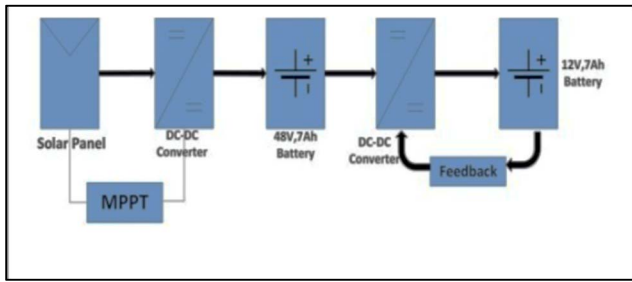 Solar Panel
DC-DC
Converter
48V,7Ah
Battery
DC-DC
Converter
12V,7Ah
Battery
Feedback
MPPT